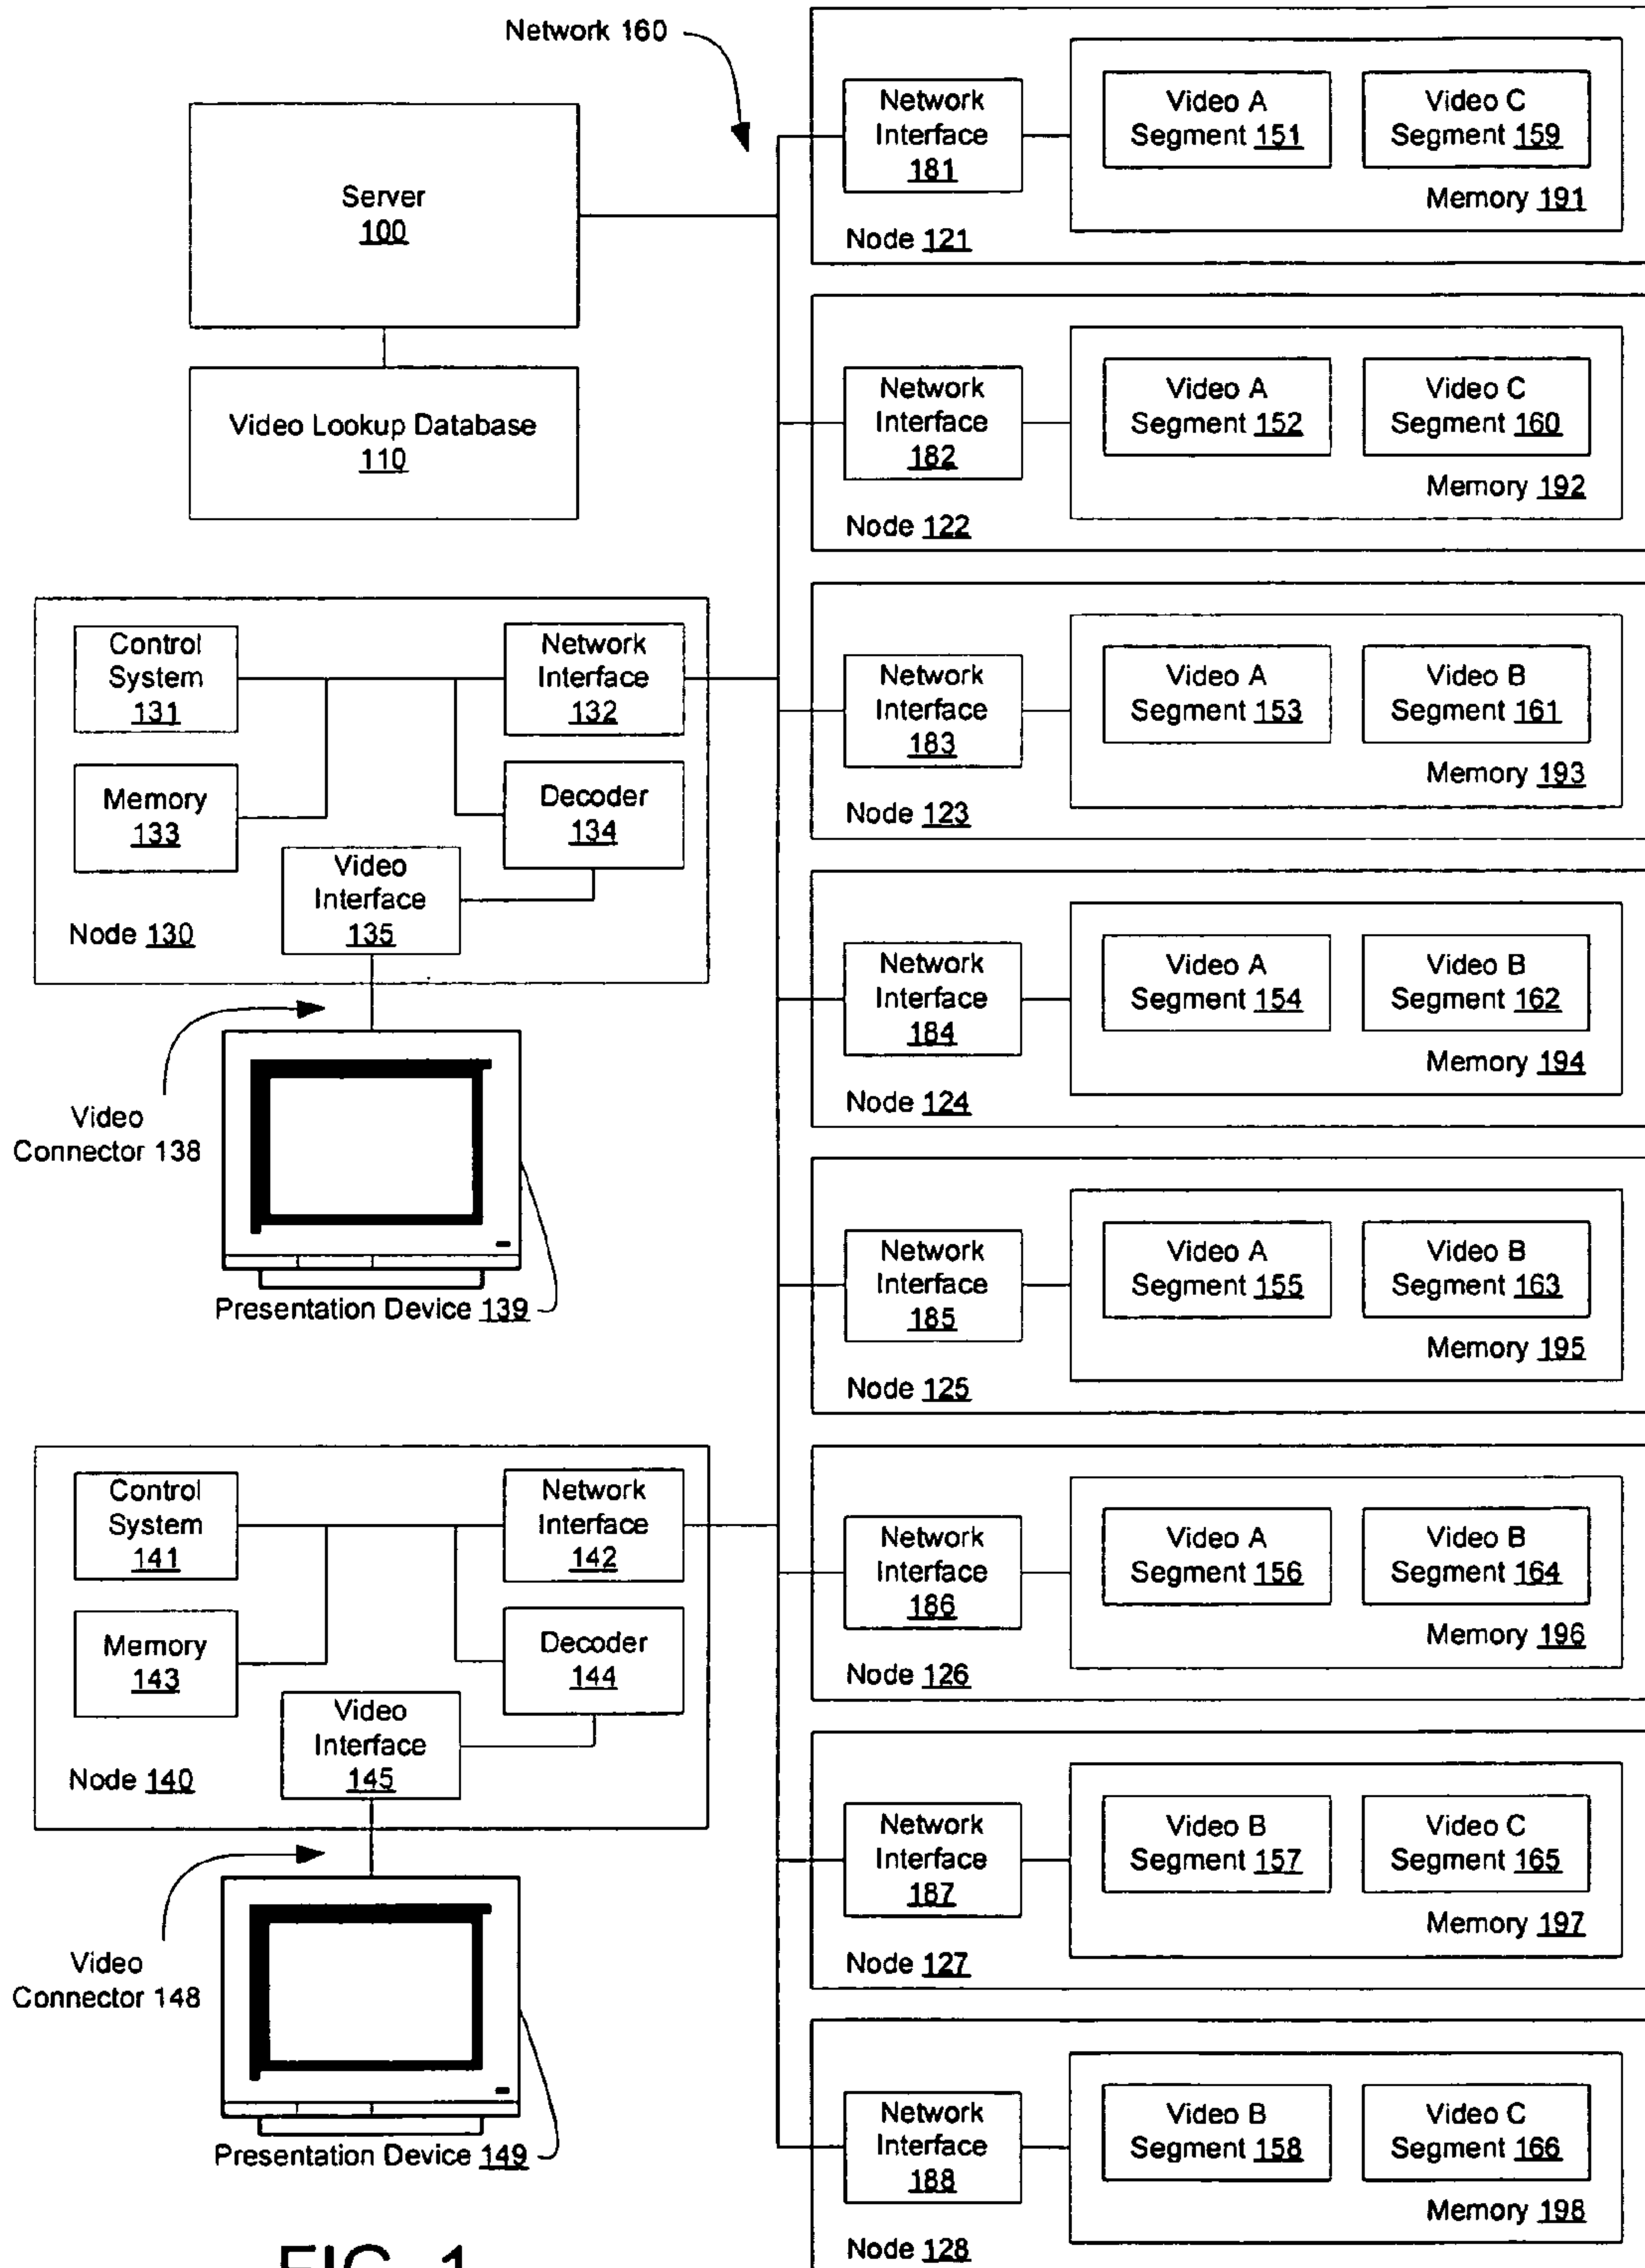 Network 160
Server
100
Video Lookup Database
110
Control
System
131
Network
Interface
132
Memory
133
Decoder
134
Video
Interface
135
Node 130
Video
Connector 138
Presentation Device 139
Control
System
141
Network
Interface
142
Memory
143
Decoder
144
Video
Interface
145
Node 140
Video
Connector 148
Presentation Device 149
Network
Interface
181
Video A
Segment 151
Video C
Segment 159
Memory 191
Node 121
Network
Interface
182
Video A
Segment 152
Video C
Segment 160
Memory 192
Node 122
Network
Interface
183
Video A
Segment 153
Video B
Segment 161
Memory 193
Node 123
Network
Interface
184
Video A
Segment 154
Video B
Segment 162
Memory 194
Node 124
Network
Interface
185
Video A
Segment 155
Video B
Segment 163
Memory 195
Node 125
Network
Interface
186
Video A
Segment 156
Video B
Segment 164
Memory 196
Node 126
Network
Interface
187
Video B
Segment 157
Video C
Segment 165
Memory 197
Node 127
Network
Interface
188
Video B
Segment 158
Video C
Segment 166
Memory 198
Node 128
FIG. 1